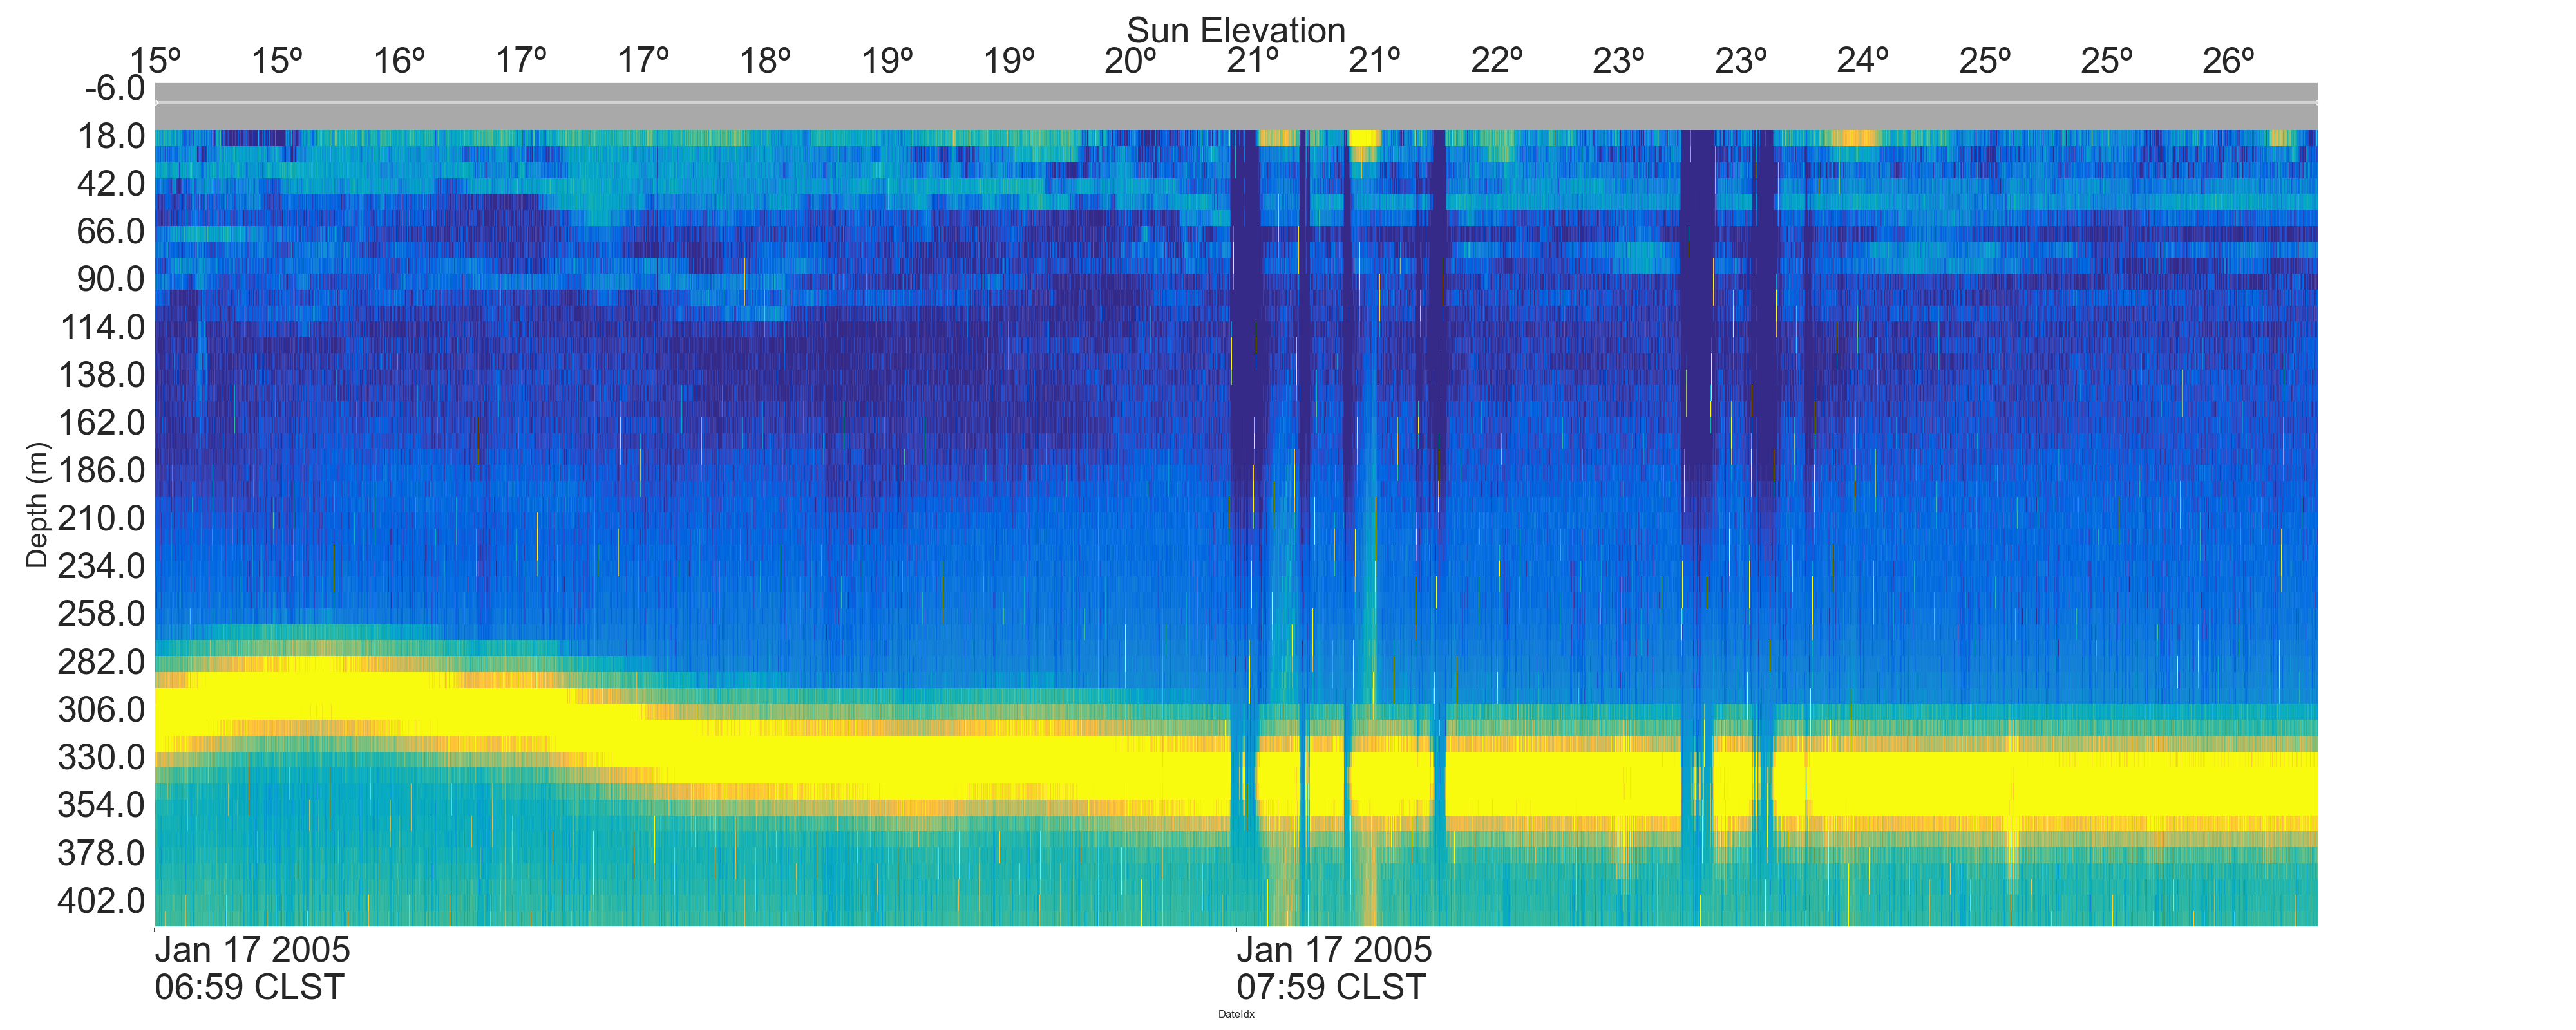 Sun Elevation
15º 15º 16º 17º 17º 18º 19º 19º 20º 21º 21º 22º 23º 23º 24º 25º 25º 26º
-6.0
18.0
42.0
66.0
90.0
114.0
138.0
162.0
186.0
210.0
234.0
258.0
282.0
306.0
330.0
354.0
378.0
402.0
Depth (m)
Jan 17 2005
06:59 CLST
Jan 17 2005
07:59 CLST
DateIdx